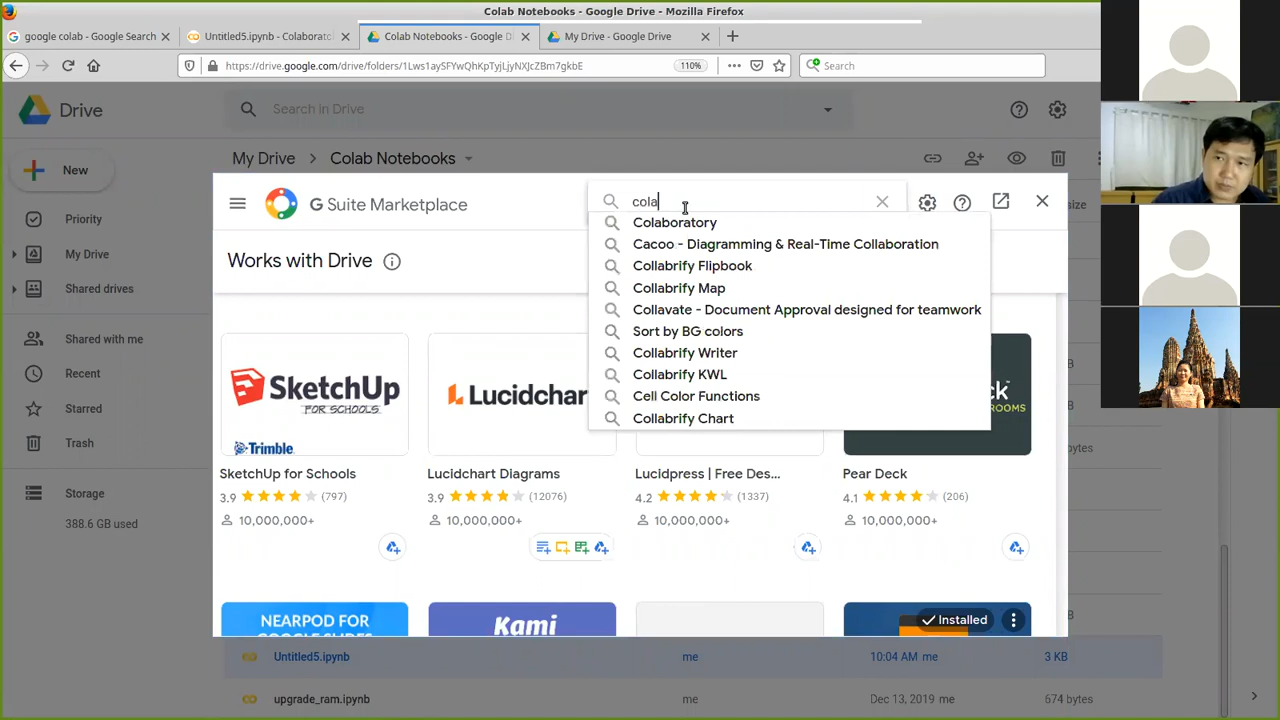 Colab Notebooks - Google Drive - Mozilla Firefox
google colab - Google Search
Untitled5.ipynb - Colaborato
Colab Notebooks - Google D
My Drive - Google Drive
https://drive.google.com/drive/folders/1Lws1aySFYwQhKpTyjLjyNXJcZBm7gkbE
110%
Search
Drive
Search in Drive
New
My Drive > Colab Notebooks
Priority
My Drive
Shared drives
Shared with me
Recent
Starred
Trash
Storage
388.6 GB used
G Suite Marketplace
cola
Works with Drive
Colaboratory
Cacoo - Diagramming & Real-Time Collaboration
Collabrify Flipbook
Collabrify Map
Collavate - Document Approval designed for teamwork
Sort by BG colors
Collabrify Writer
Collabrify KWL
Cell Color Functions
Collabrify Chart
SketchUp
FOR SCHOOLS
Trimble
Lucidchar
ROOMS
SketchUp for Schools
3.9 (797)
10,000,000+
Lucidchart Diagrams
3.9 (12076)
10,000,000+
Lucidpress | Free Des...
4.2 (1337)
10,000,000+
Pear Deck
4.1 (206)
10,000,000+
NEARPOD FOR
GOOGLE SLIDES
Kami
Installed
bytes
Untitled5.ipynb me 10:04 AM me 3 KB
upgrade_ram.ipynb me Dec 13, 2019 me 674 bytes